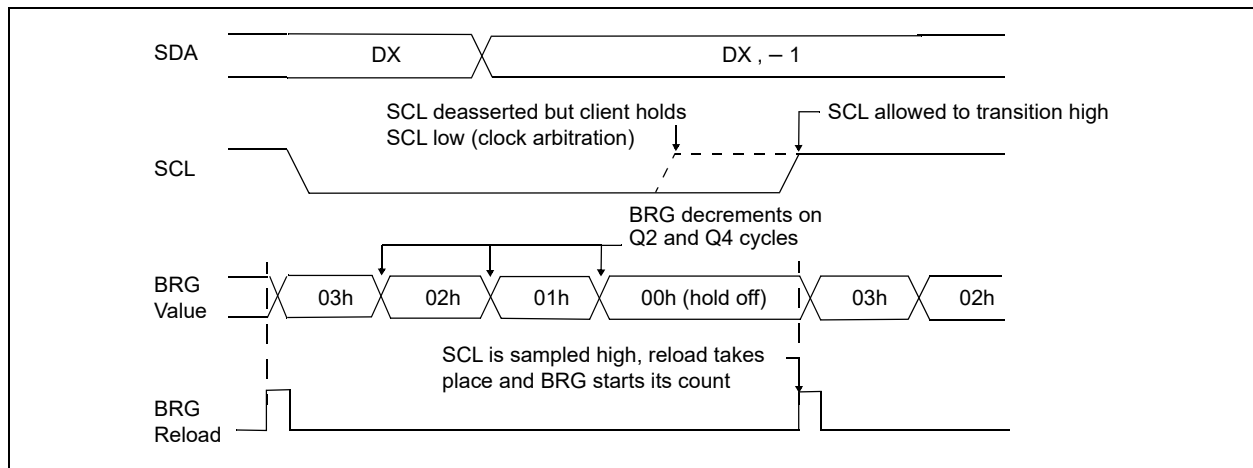 SDA
DX
DX , – 1
SCL deasserted but client holds
SCL low (clock arbitration)
SCL allowed to transition high
SCL
BRG decrements on
Q2 and Q4 cycles
BRG
Value
03h
02h
01h
00h (hold off)
03h
02h
SCL is sampled high, reload takes
place and BRG starts its count
BRG
Reload